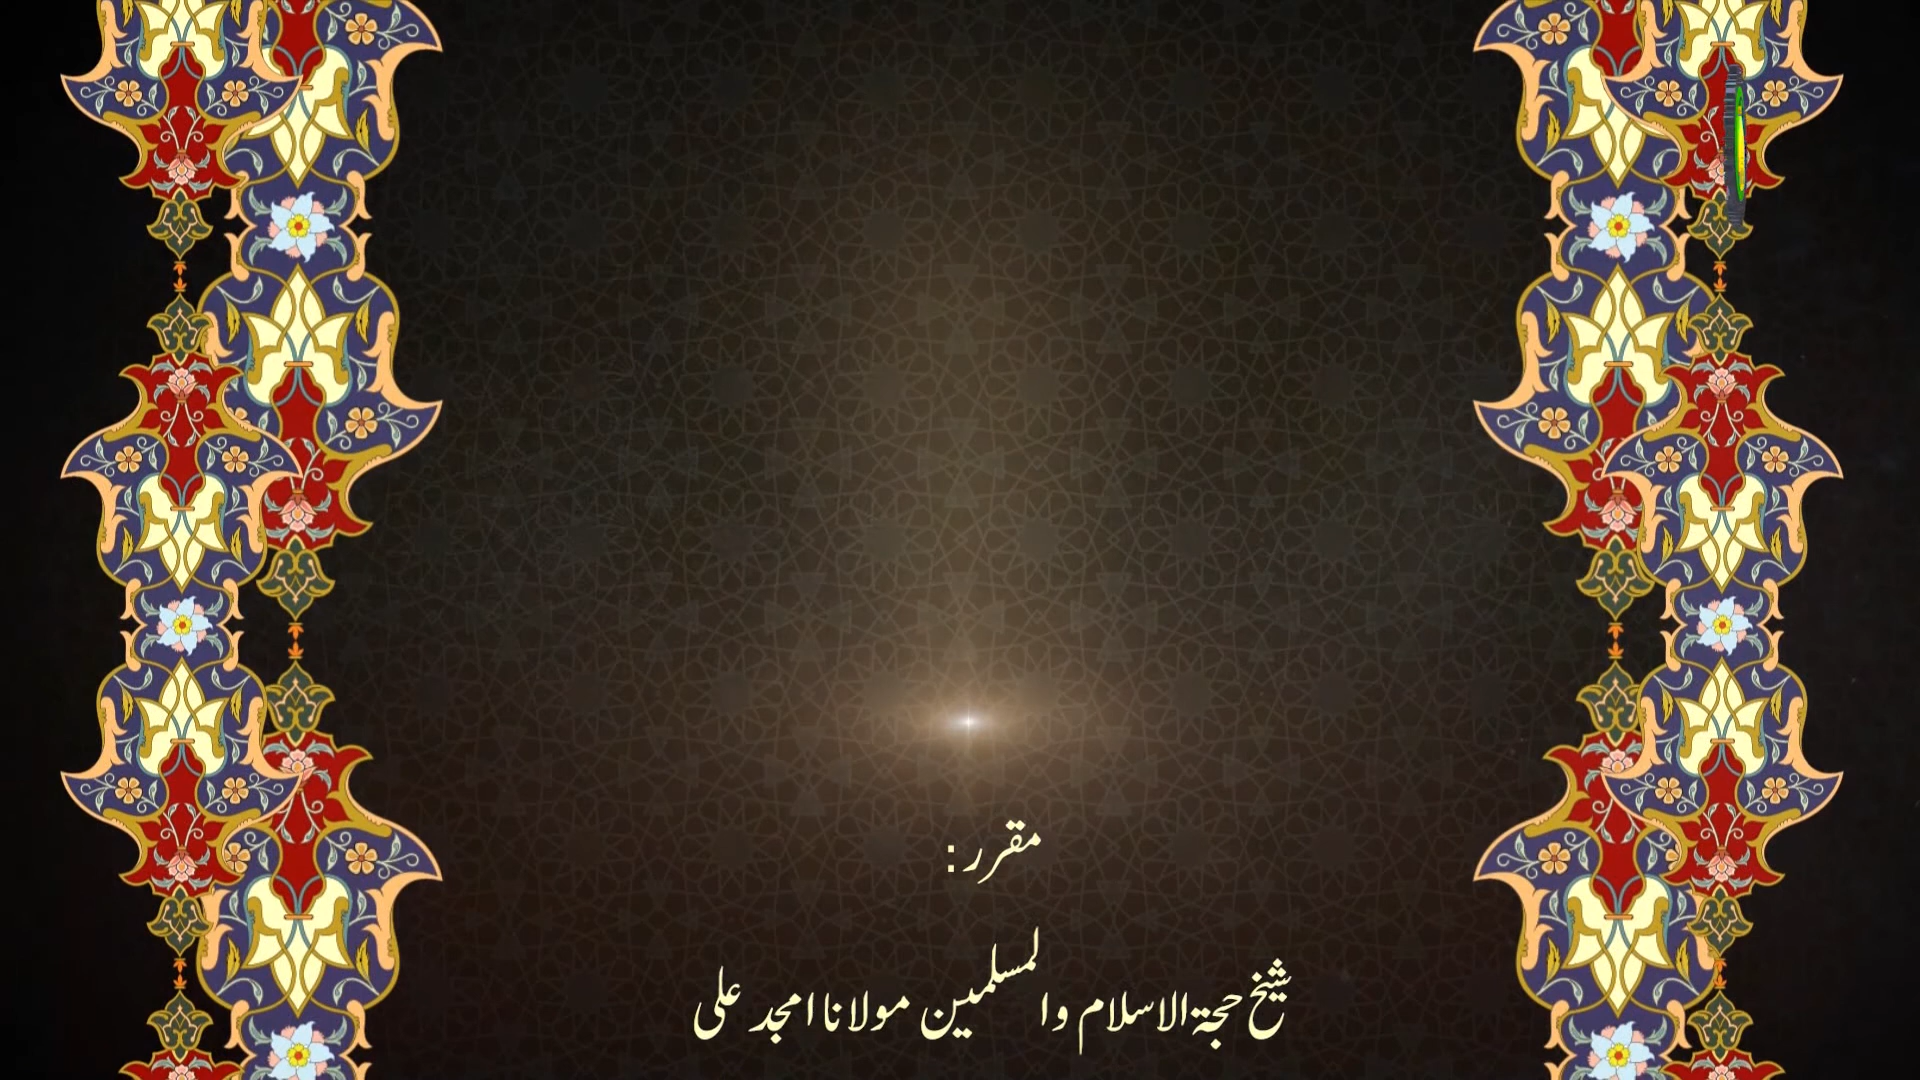 مقرر:
شیخ حجۃ الاسلام والمسلمین مولانا امجد علی